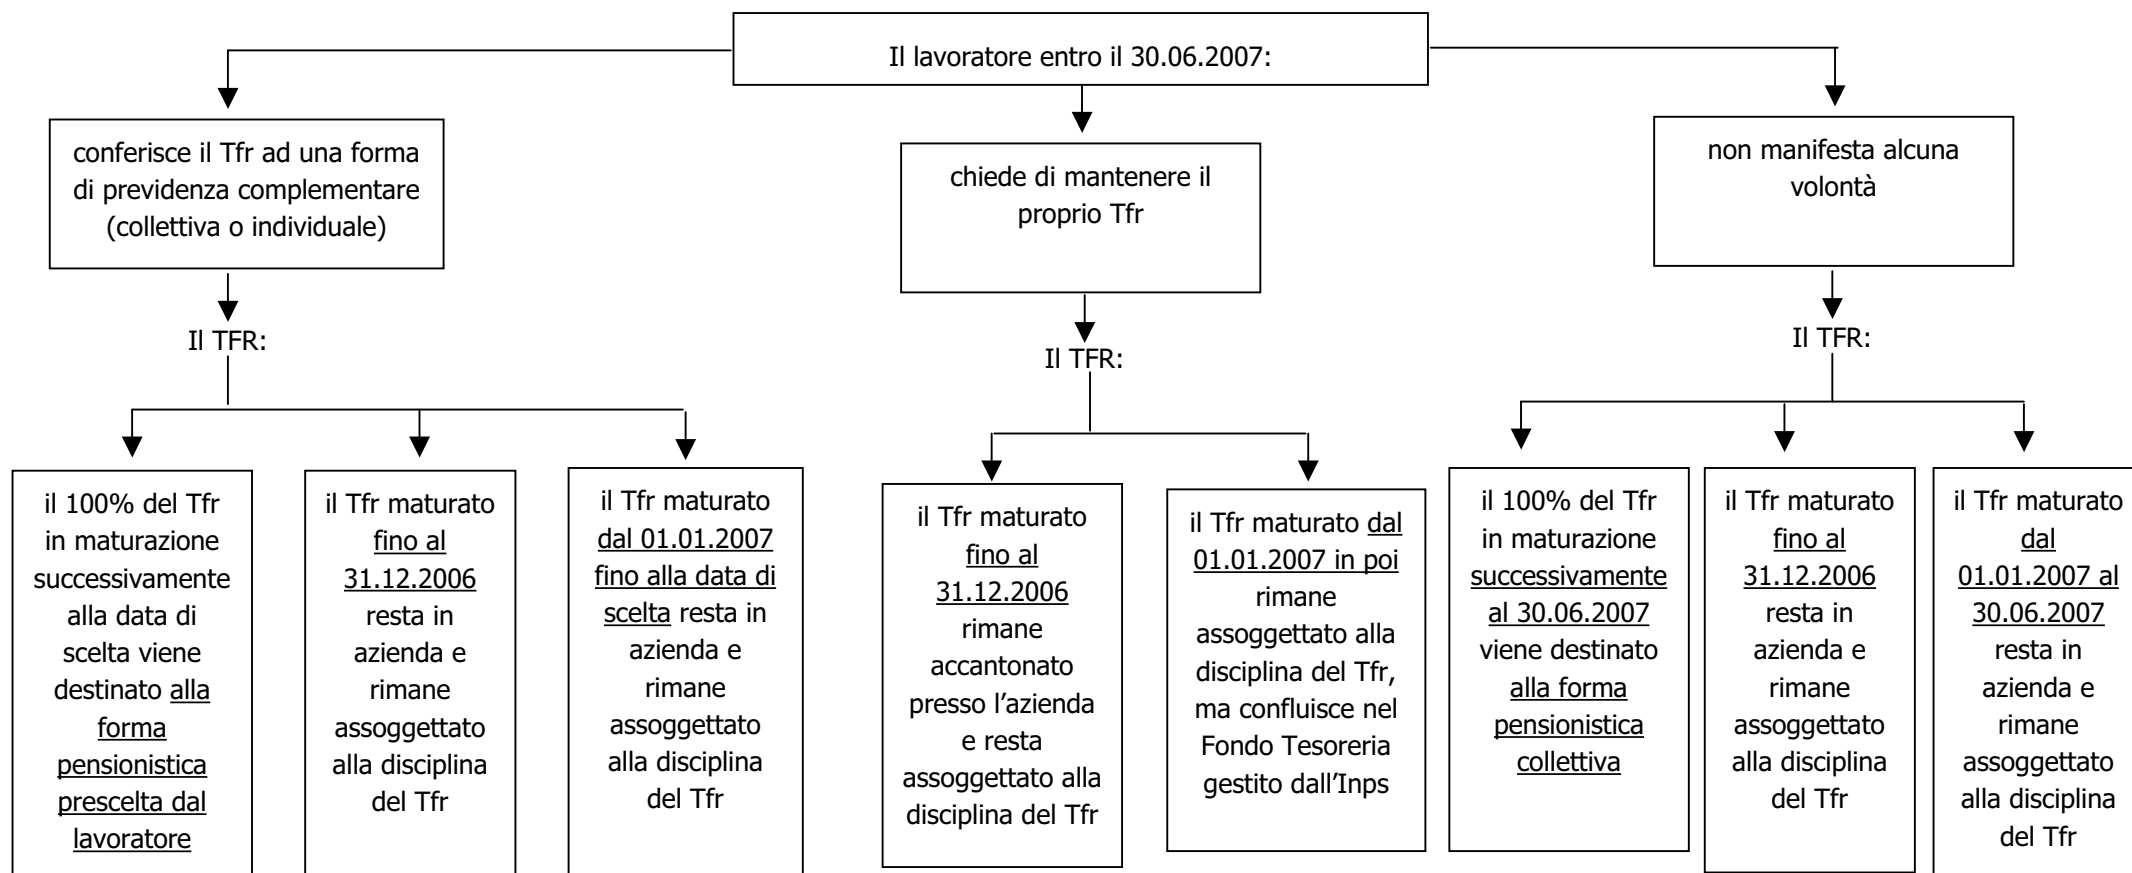 Il lavoratore entro il 30.06.2007:
conferisce il Tfr ad una forma
di previdenza complementare
(collettiva o individuale)
chiede di mantenere il
proprio Tfr
non manifesta alcuna
volontà
Il TFR:
Il TFR:
Il TFR:
il 100% del Tfr
in maturazione
successivamente
alla data di
scelta viene
destinato alla
forma
pensionistica
prescelta dal
lavoratore
il Tfr maturato
fino al
31.12.2006
resta in
azienda e
rimane
assoggettato
alla disciplina
del Tfr
il Tfr maturato
dal 01.01.2007
fino alla data di
scelta resta in
azienda e
rimane
assoggettato
alla disciplina
del Tfr
il Tfr maturato
fino al
31.12.2006
rimane
accantonato
presso l’azienda
e resta
assoggettato alla
disciplina del Tfr
il Tfr maturato dal
01.01.2007 in poi
rimane
assoggettato alla
disciplina del Tfr,
ma confluisce nel
Fondo Tesoreria
gestito dall’Inps
il 100% del Tfr
in maturazione
successivamente
al 30.06.2007
viene destinato
alla forma
pensionistica
collettiva
il Tfr maturato
fino al
31.12.2006
resta in
azienda e
rimane
assoggettato
alla disciplina
del Tfr
il Tfr maturato
dal
01.01.2007 al
30.06.2007
resta in
azienda e
rimane
assoggettato
alla disciplina
del Tfr